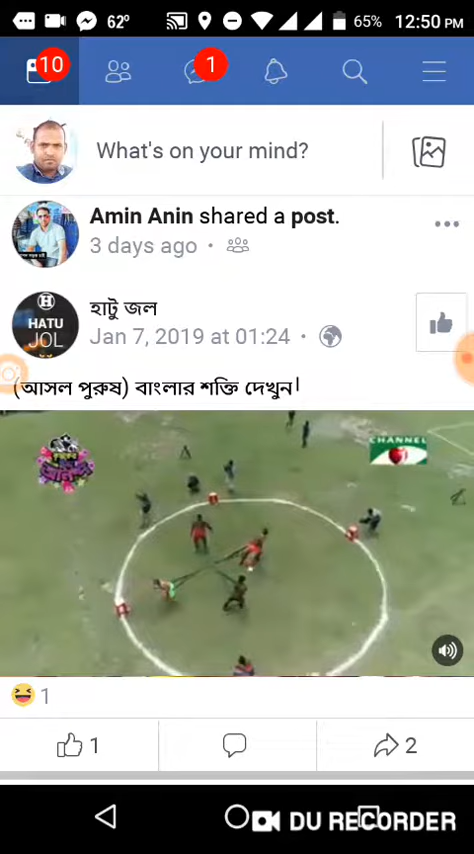 62° 65% 12:50 PM
10
1
What's on your mind?
Amin Anin shared a post.
3 days ago ·
হাটু জল
HATU
JOL
Jan 7, 2019 at 01:24 ·
(আসল পুরুষ) বাংলার শক্তি দেখুন।
CHANNEL
1
1
2
DU RECORDER